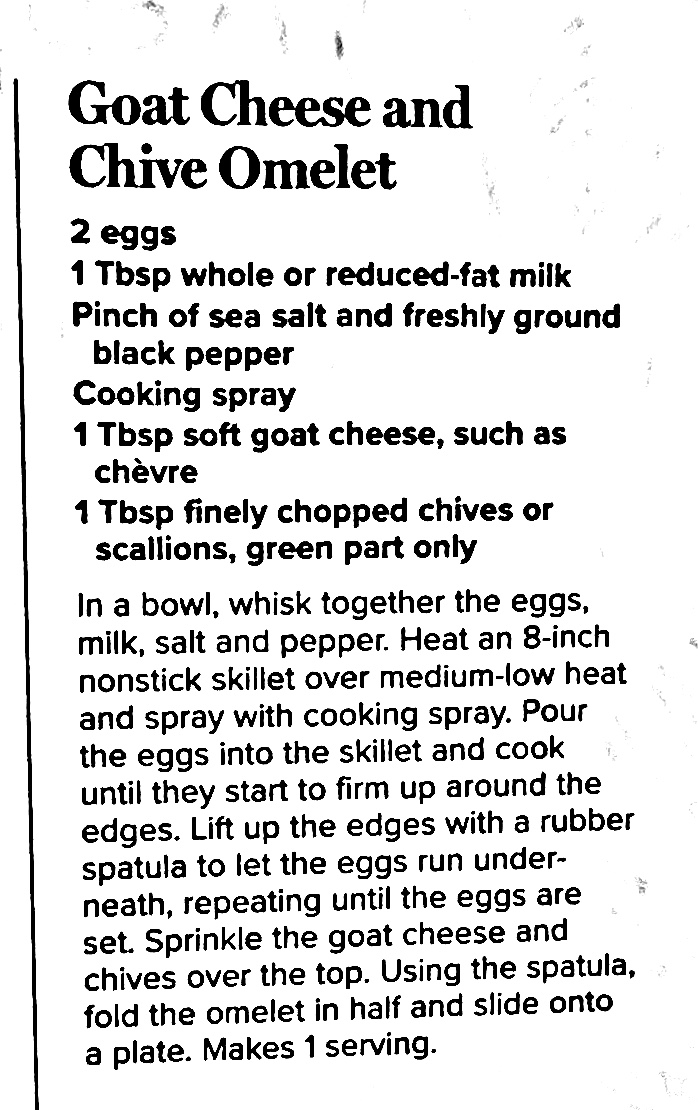 Goat Cheese and
Chive Omelet
2 eggs
1 Tbsp whole or reduced-fat milk
Pinch of sea salt and freshly ground
black pepper
Cooking spray
1 Tbsp soft goat cheese, such as
chèvre
1 Tbsp finely chopped chives or
scallions, green part only
In a bowl, whisk together the eggs,
milk, salt and pepper. Heat an 8-inch
nonstick skillet over medium-low heat
and spray with cooking spray. Pour
the eggs into the skillet and cook
until they start to firm up around the
edges. Lift up the edges with a rubber
spatula to let the eggs run under-
neath, repeating until the eggs are
set. Sprinkle the goat cheese and
chives over the top. Using the spatula,
fold the omelet in half and slide onto
a plate. Makes 1 serving.